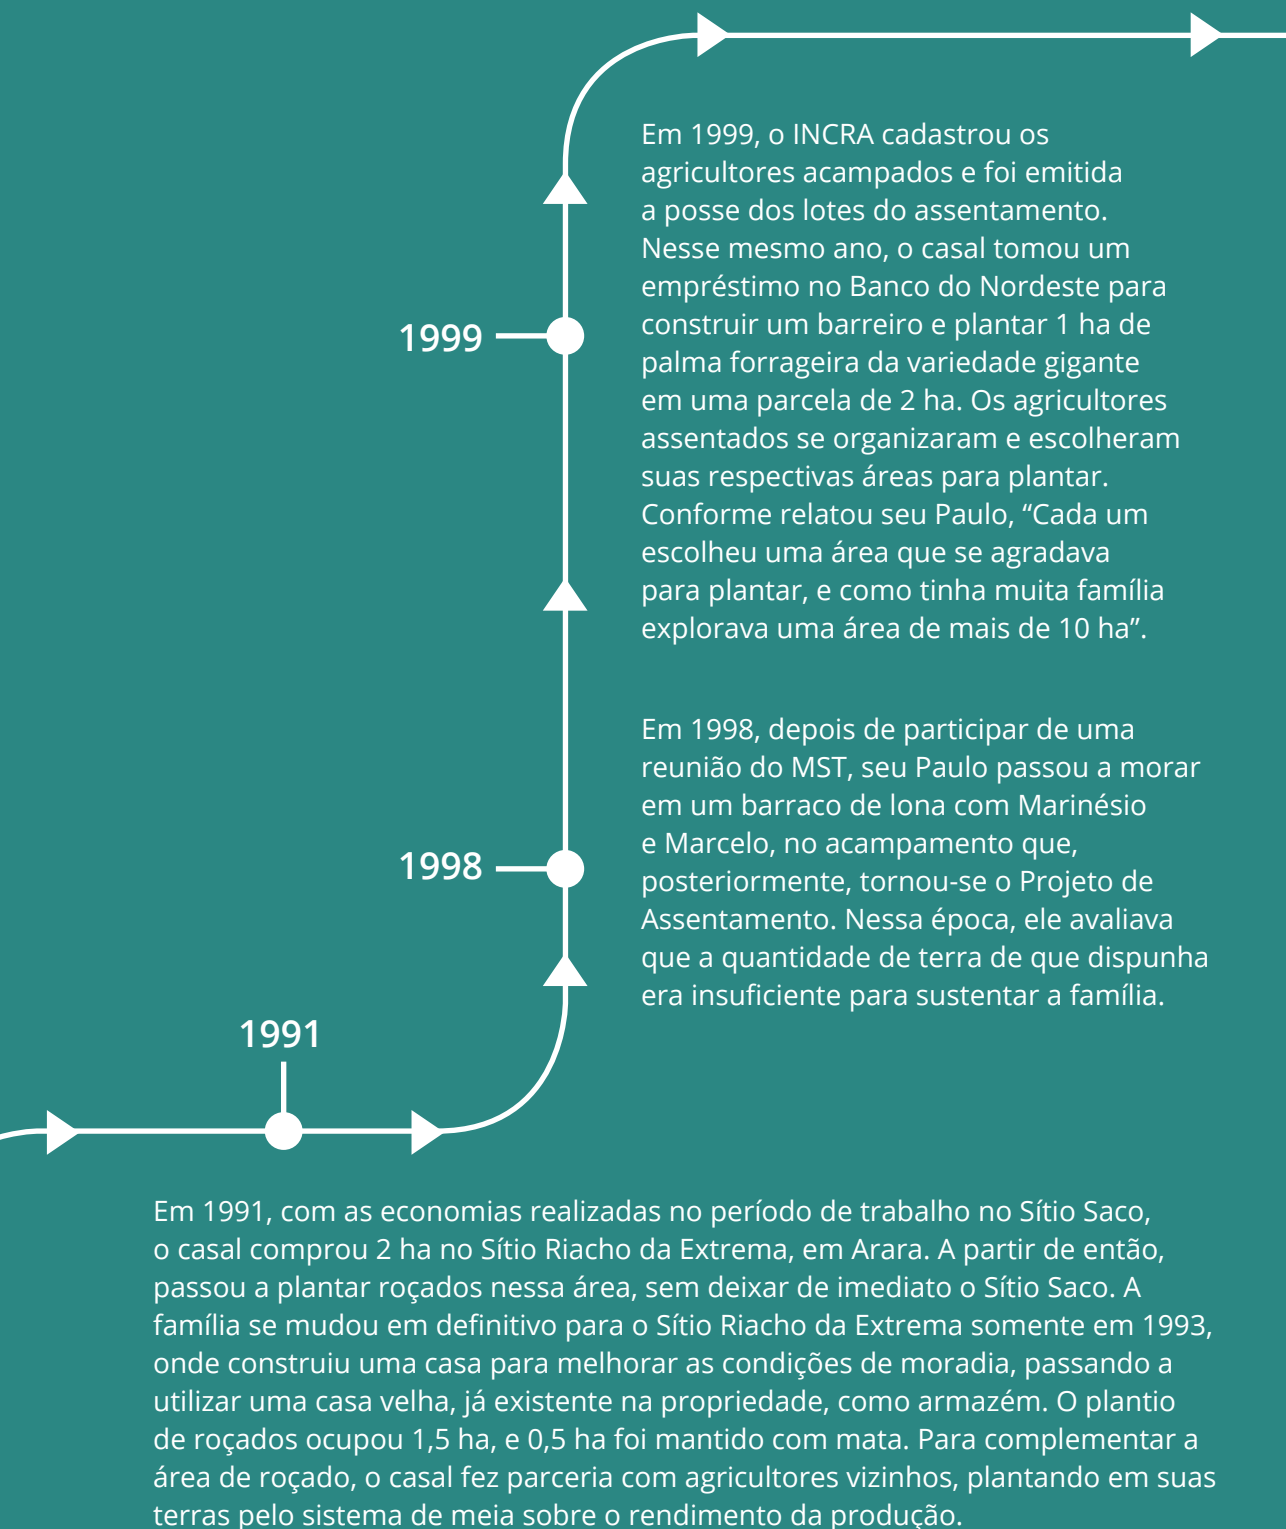 Em 1999, o INCRA cadastrou os
agricultores acampados e foi emitida
a posse dos lotes do assentamento.
Nesse mesmo ano, o casal tomou um
empréstimo no Banco do Nordeste para
construir um barreiro e plantar 1 ha de
palma forrageira da variedade gigante
em uma parcela de 2 ha. Os agricultores
assentados se organizaram e escolheram
suas respectivas áreas para plantar.
Conforme relatou seu Paulo, “Cada um
escolheu uma área que se agradava
para plantar, e como tinha muita família
explorava uma área de mais de 10 ha”.
1999
Em 1998, depois de participar de uma
reunião do MST, seu Paulo passou a morar
em um barraco de lona com Marinésio
e Marcelo, no acampamento que,
posteriormente, tornou-se o Projeto de
Assentamento. Nessa época, ele avaliava
que a quantidade de terra de que dispunha
era insuficiente para sustentar a família.
1998
1991
Em 1991, com as economias realizadas no período de trabalho no Sítio Saco,
o casal comprou 2 ha no Sítio Riacho da Extrema, em Arara. A partir de então,
passou a plantar roçados nessa área, sem deixar de imediato o Sítio Saco. A
família se mudou em definitivo para o Sítio Riacho da Extrema somente em 1993,
onde construiu uma casa para melhorar as condições de moradia, passando a
utilizar uma casa velha, já existente na propriedade, como armazém. O plantio
de roçados ocupou 1,5 ha, e 0,5 ha foi mantido com mata. Para complementar a
área de roçado, o casal fez parceria com agricultores vizinhos, plantando em suas
terras pelo sistema de meia sobre o rendimento da produção.